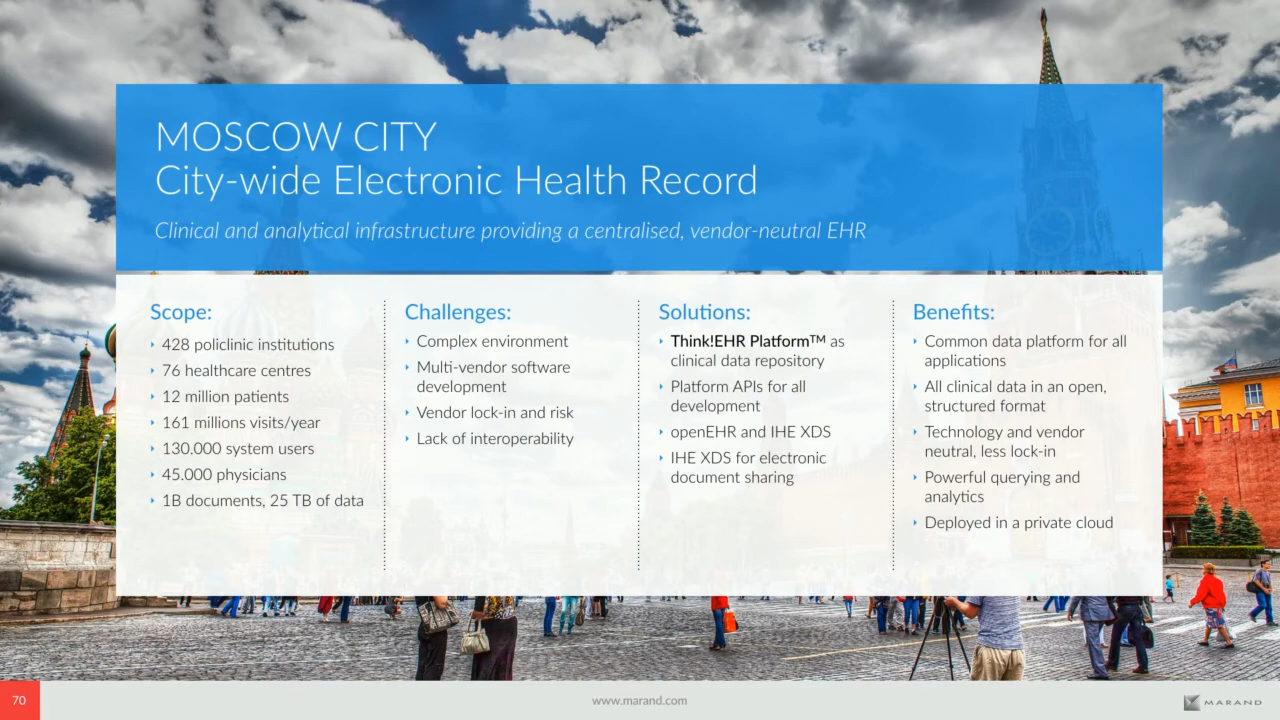 MOSCOW CITY
City-wide Electronic Health Record
Clinical and analytical infrastructure providing a centralised, vendor-neutral EHR
Scope:
428 policlinic institutions
76 healthcare centres
12 million patients
161 millions visits/year
130.000 system users
45.000 physicians
1B documents, 25 TB of data
Challenges:
Complex environment
Multi-vendor software
development
Vendor lock-in and risk
Lack of interoperability
Solutions:
Think!EHR Platform™ as
clinical data repository
Platform APIs for all
development
openEHR and IHE XDS
IHE XDS for electronic
document sharing
Benefits:
Common data platform for all
applications
All clinical data in an open,
structured format
Technology and vendor
neutral, less lock-in
Powerful querying and
analytics
Deployed in a private cloud
70
www.marand.com
MARAND